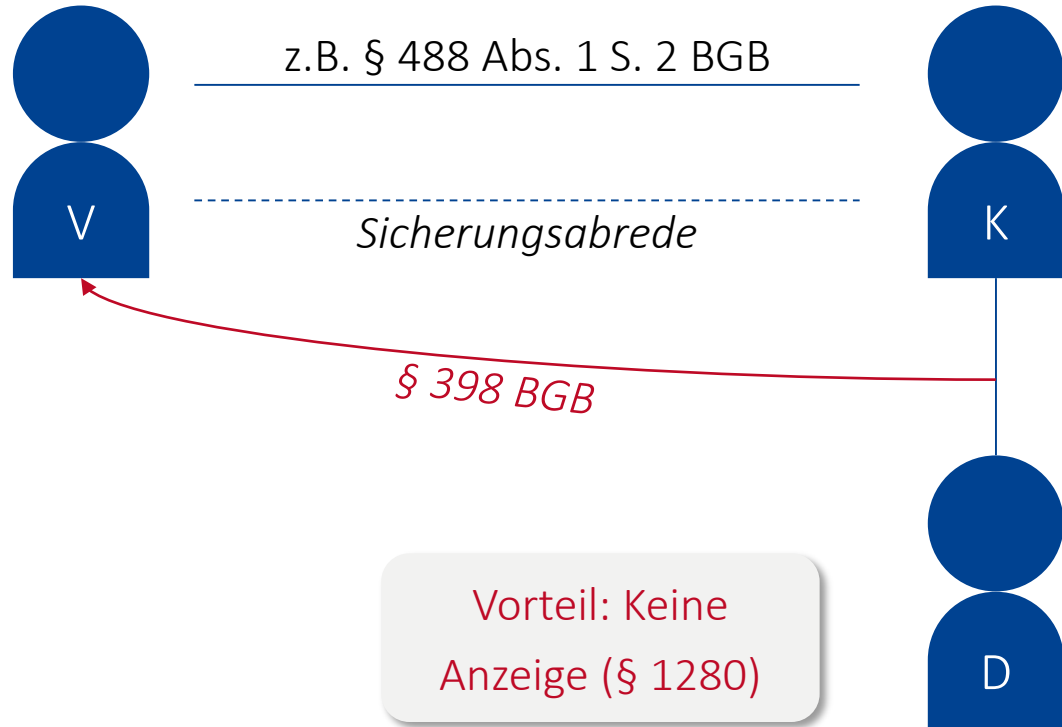 z.B. § 488 Abs. 1 S. 2 BGB
V
K
Sicherungsabrede
§ 398 BGB
Vorteil: Keine
Anzeige (§ 1280)
D